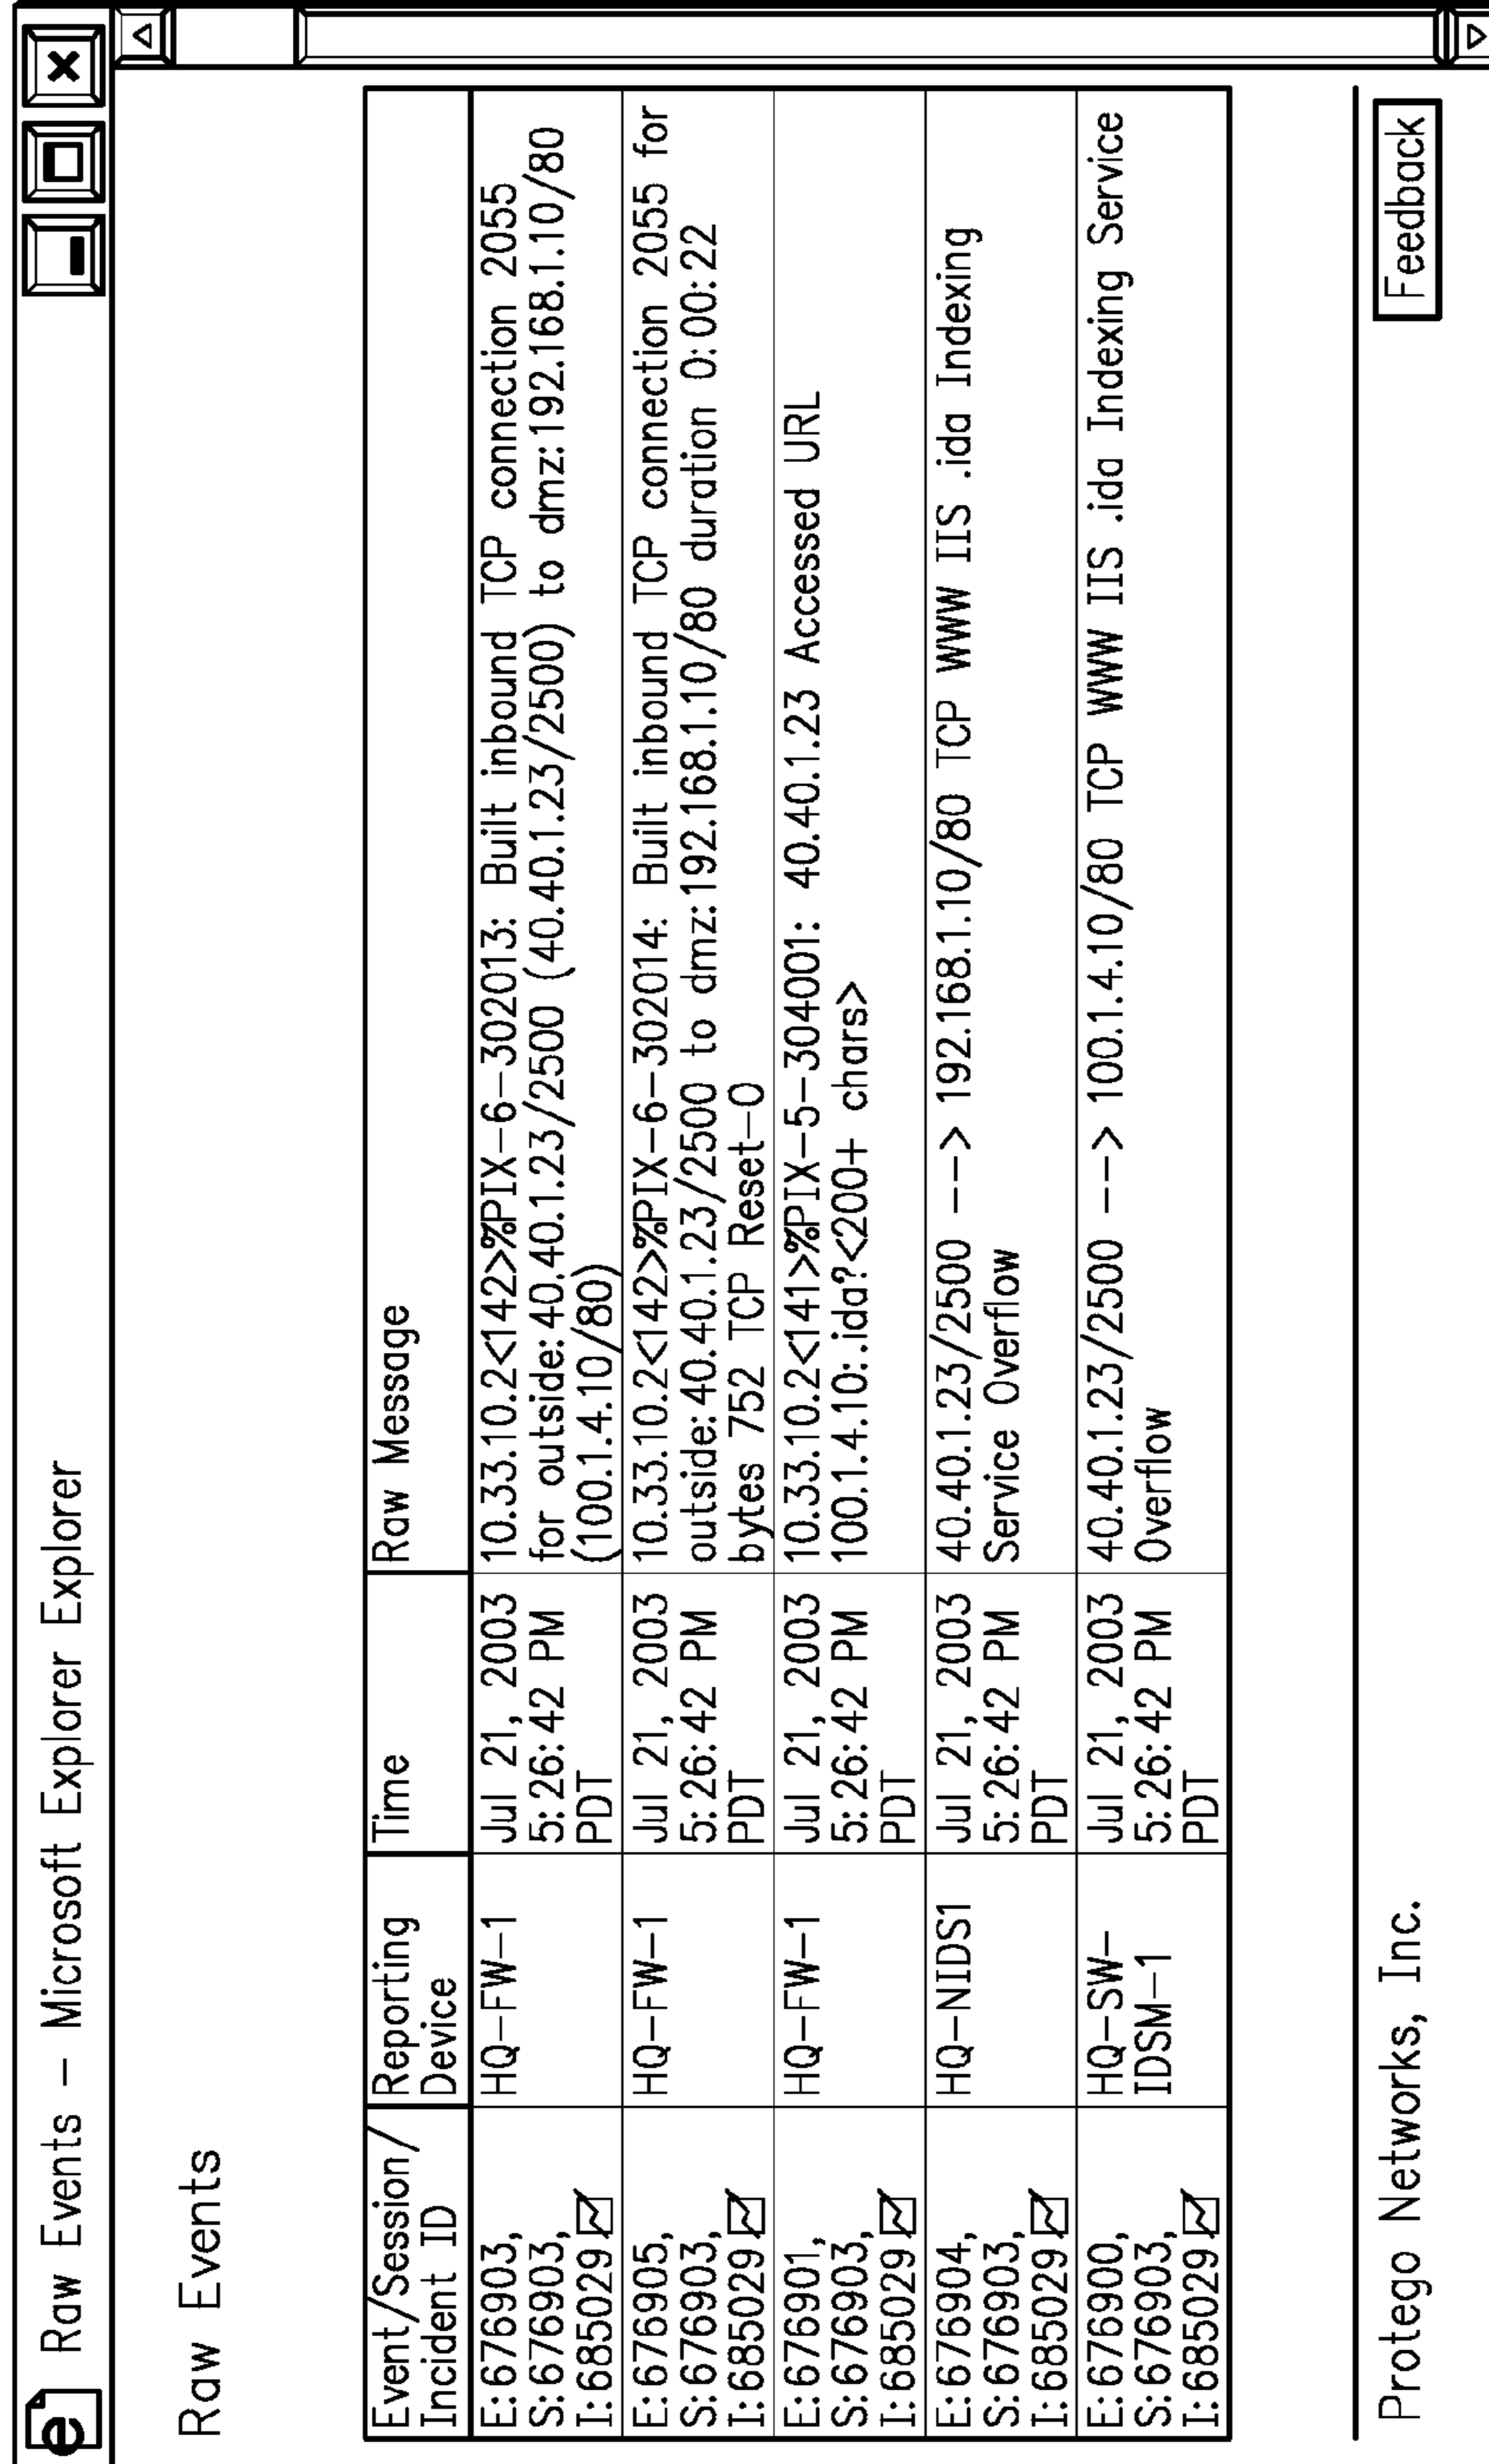 Raw Events – Microsoft Explorer Explorer
Raw Events
Event/Session/
Incident ID
Reporting
Device
Time
Raw Message
E:676903,
S:676903,
I:685029
HQ–FW–1
Jul 21, 2003
5:26:42 PM
PDT
10.33.10.2<142>%PIX–6–302013: Built inbound TCP connection 2055
for outside:40.40.1.23/2500 (40.40.1.23/2500) to dmz:192.168.1.10/80
(100.1.4.10/80)
E:676905,
S:676903,
I:685029
HQ–FW–1
Jul 21, 2003
5:26:42 PM
PDT
10.33.10.2<142>%PIX–6–302014: Built inbound TCP connection 2055 for
outside:40.40.1.23/2500 to dmz:192.168.1.10/80 duration 0:00:22
bytes 752 TCP Reset–O
E:676901,
S:676903,
I:685029
HQ–FW–1
Jul 21, 2003
5:26:42 PM
PDT
10.33.10.2<141>%PIX–5–304001: 40.40.1.23 Accessed URL
100.1.4.10:.ida?<200+ chars>
E:676904,
S:676903,
I:685029
HQ–NIDS1
Jul 21, 2003
5:26:42 PM
PDT
40.40.1.23/2500 --> 192.168.1.10/80 TCP WWW IIS .ida Indexing
Service Overflow
E:676900,
S:676903,
I:685029
HQ–SW–
IDSM–1
Jul 21, 2003
5:26:42 PM
PDT
40.40.1.23/2500 --> 100.1.4.10/80 TCP WWW IIS .ida Indexing Service
Overflow
Protego Networks, Inc.
Feedback